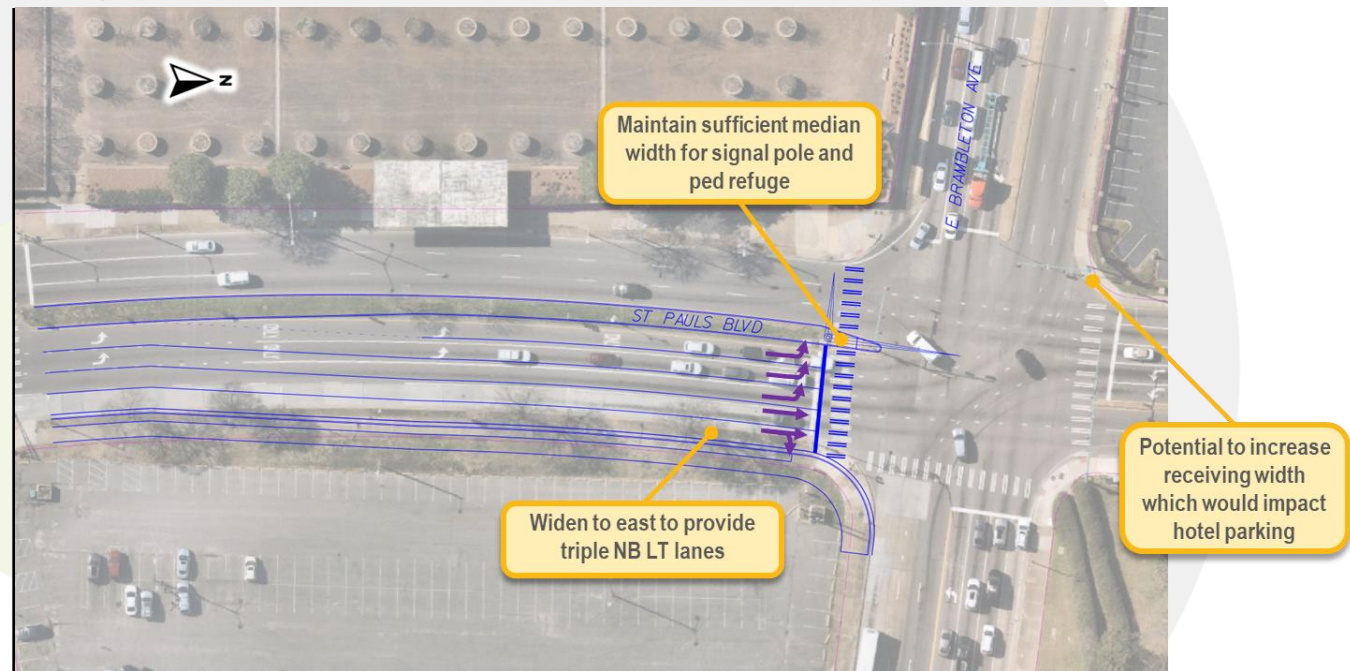 N
Maintain sufficient median
width for signal pole and
ped refuge
E BRAMBLETON AVE
ST PAULS BLVD
Potential to increase
receiving width
which would impact
hotel parking
Widen to east to provide
triple NB LT lanes